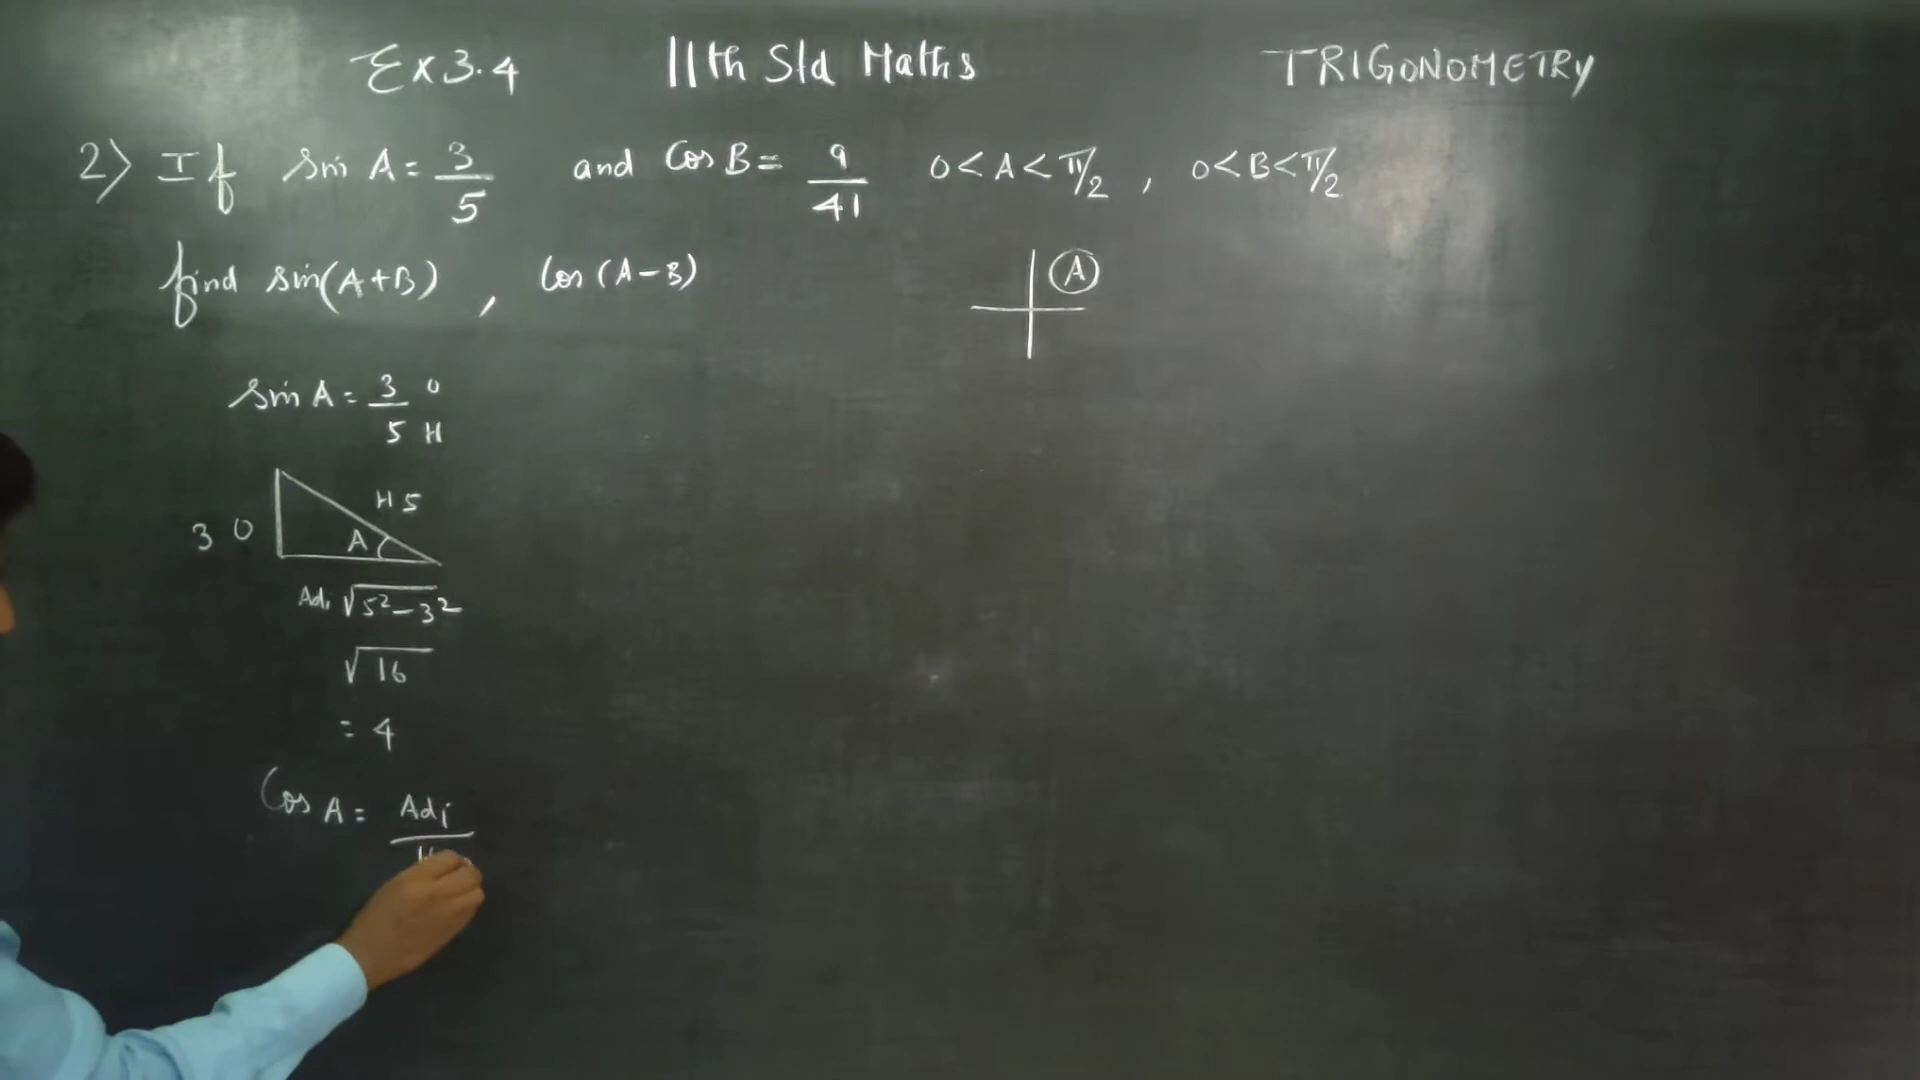 Ex 3.4 11th Std Maths TRIGONOMETRY
2) If sin A = 3/5 and Cos B = 9/41 0 < A < π/2 , 0 < B < π/2
find sin(A+B) , Cos (A-B)
A
sin A = 3/5 O/H
H 5
3 O
A
Adj √5²-3²
√16
= 4
Cos A = Adj